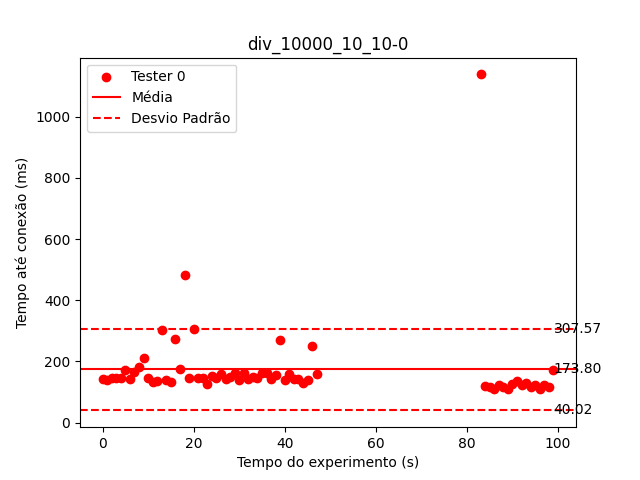 div_10000_10_10-0
Tester 0
Média
Desvio Padrão
Tempo até conexão (ms)
1000
800
600
400
200
0
307.57
173.80
40.02
0 20 40 60 80 100
Tempo do experimento (s)